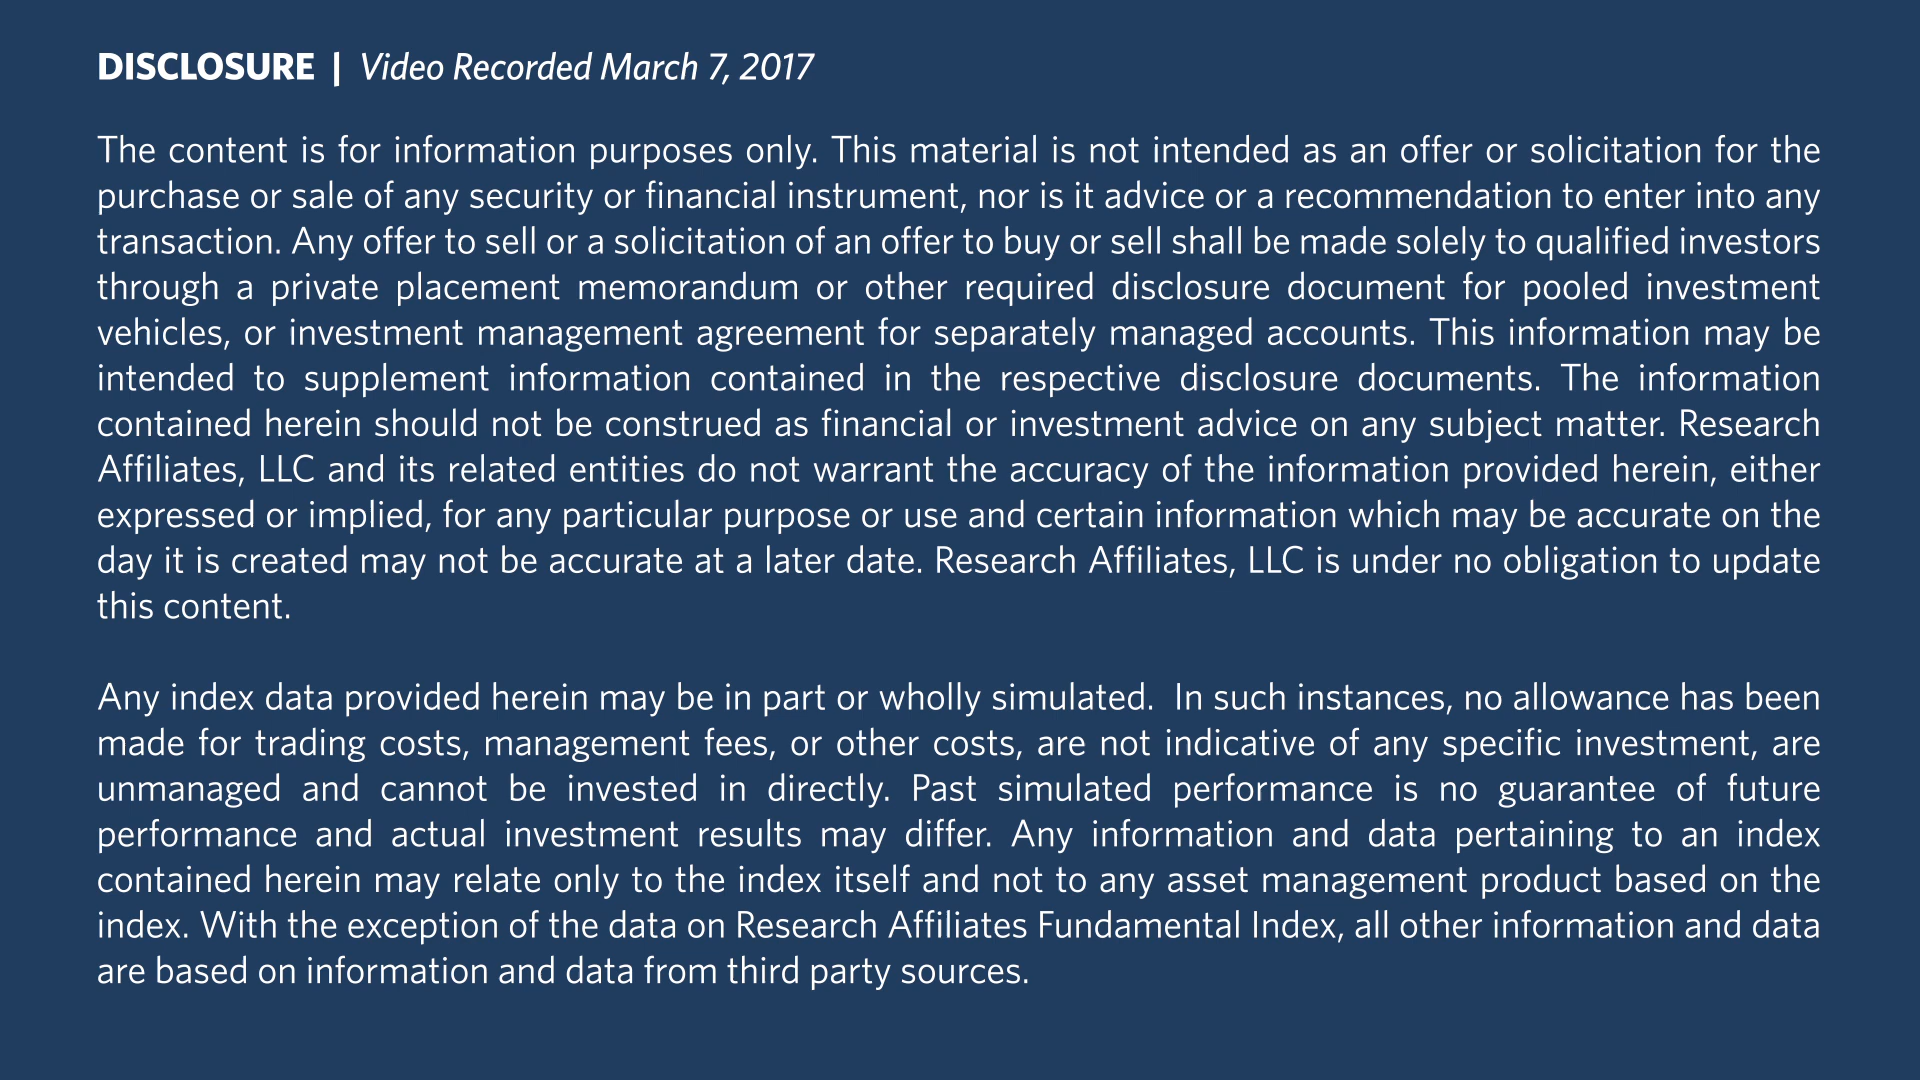 DISCLOSURE | Video Recorded March 7, 2017
The content is for information purposes only. This material is not intended as an offer or solicitation for the
purchase or sale of any security or financial instrument, nor is it advice or a recommendation to enter into any
transaction. Any offer to sell or a solicitation of an offer to buy or sell shall be made solely to qualified investors
through a private placement memorandum or other required disclosure document for pooled investment
vehicles, or investment management agreement for separately managed accounts. This information may be
intended to supplement information contained in the respective disclosure documents. The information
contained herein should not be construed as financial or investment advice on any subject matter. Research
Affiliates, LLC and its related entities do not warrant the accuracy of the information provided herein, either
expressed or implied, for any particular purpose or use and certain information which may be accurate on the
day it is created may not be accurate at a later date. Research Affiliates, LLC is under no obligation to update
this content.
Any index data provided herein may be in part or wholly simulated.  In such instances, no allowance has been
made for trading costs, management fees, or other costs, are not indicative of any specific investment, are
unmanaged and cannot be invested in directly. Past simulated performance is no guarantee of future
performance and actual investment results may differ. Any information and data pertaining to an index
contained herein may relate only to the index itself and not to any asset management product based on the
index. With the exception of the data on Research Affiliates Fundamental Index, all other information and data
are based on information and data from third party sources.